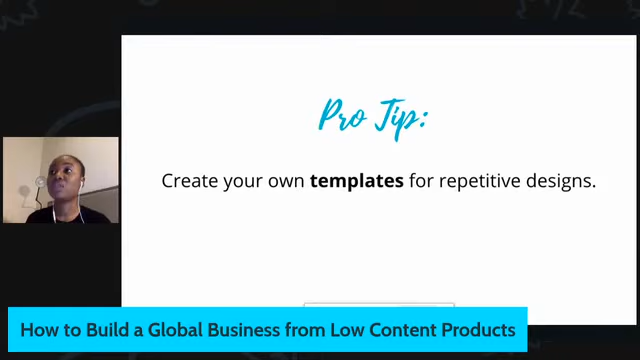 Pro Tip:
Create your own templates for repetitive designs.
How to Build a Global Business from Low Content Products